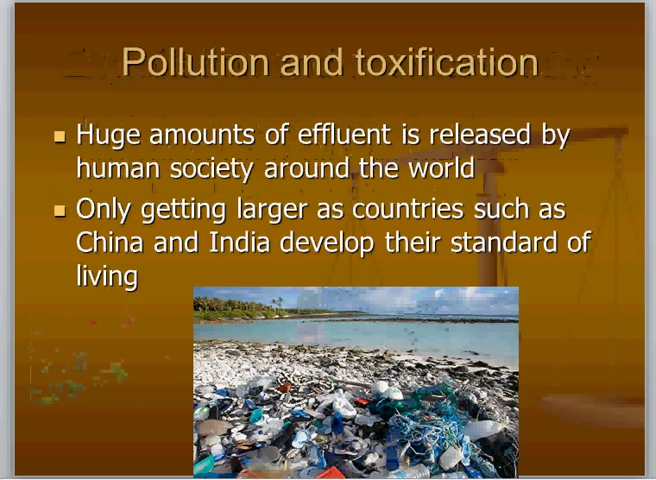 Pollution and toxification
Huge amounts of effluent is released by
human society around the world
Only getting larger as countries such as
China and India develop their standard of
living